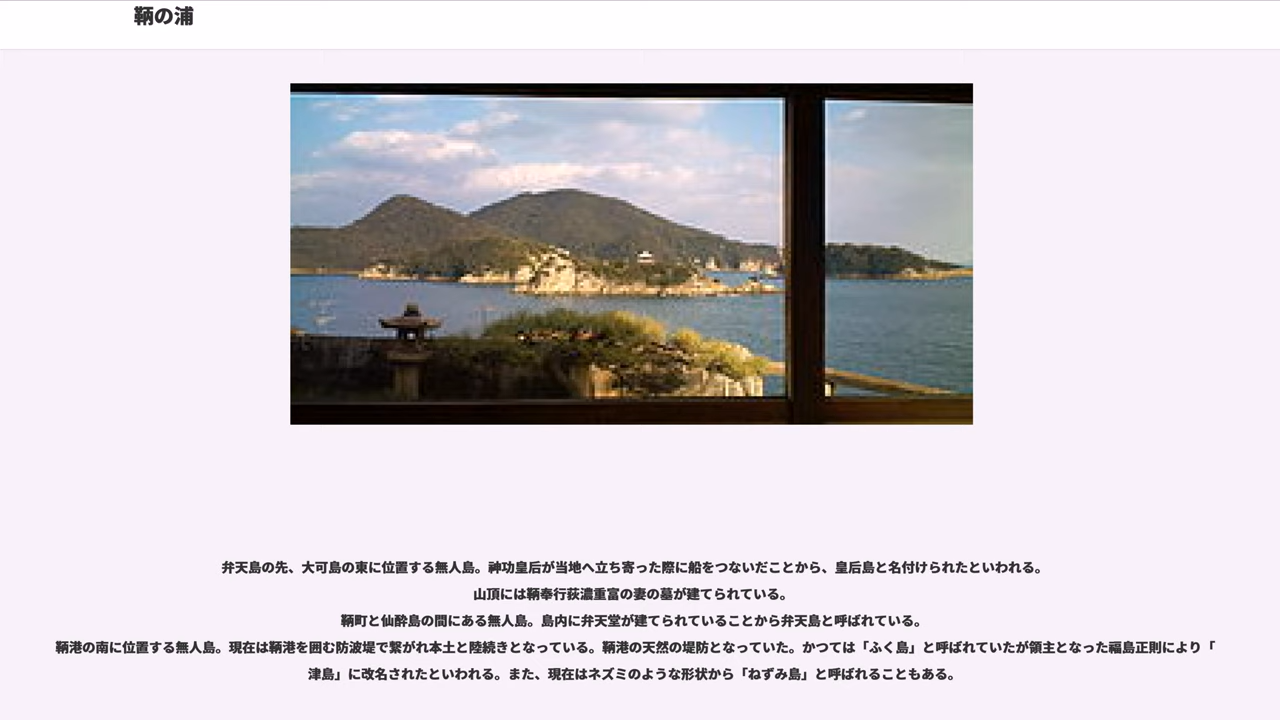 鞆の浦
弁天島の先、大可島の東に位置する無人島。神功皇后が当地へ立ち寄った際に船をつないだことから、皇后島と名付けられたといわれる。
山頂には鞆奉行荻濃重富の妻の墓が建てられている。
鞆町と仙酔島の間にある無人島。島内に弁天堂が建てられていることから弁天島と呼ばれている。
鞆港の南に位置する無人島。現在は鞆港を囲む防波堤で繋がれ本土と陸続きとなっている。鞆港の天然の堤防となっていた。かつては「ふく島」と呼ばれていたが領主となった福島正則により「
津島」に改名されたといわれる。また、現在はネズミのような形状から「ねずみ島」と呼ばれることもある。